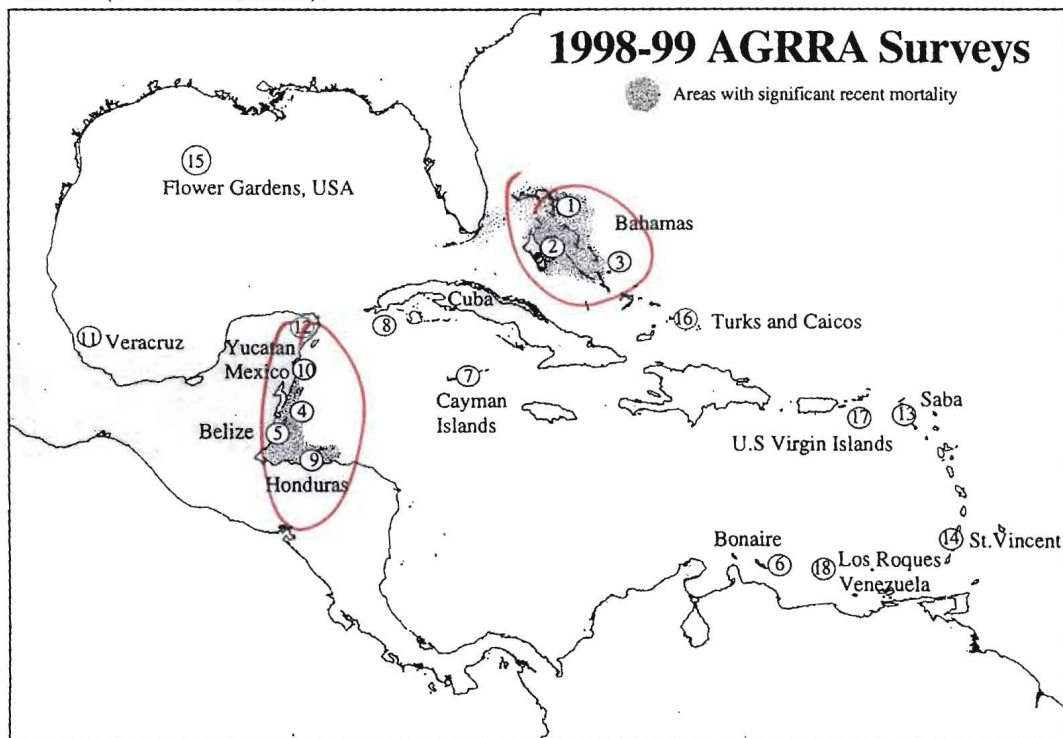 1998-99 AGRRA Surveys
Areas with significant recent mortality
15
Flower Gardens, USA
1
Bahamas
2
3
Cuba
8
16 Turks and Caicos
11 Veracruz
12
Yucatan
Mexico 10
7
Cayman
Islands
4
Belize
5
9
Honduras
Saba
17
13
U.S Virgin Islands
14 St.Vincent
Bonaire
6
18 Los Roques
Venezuela